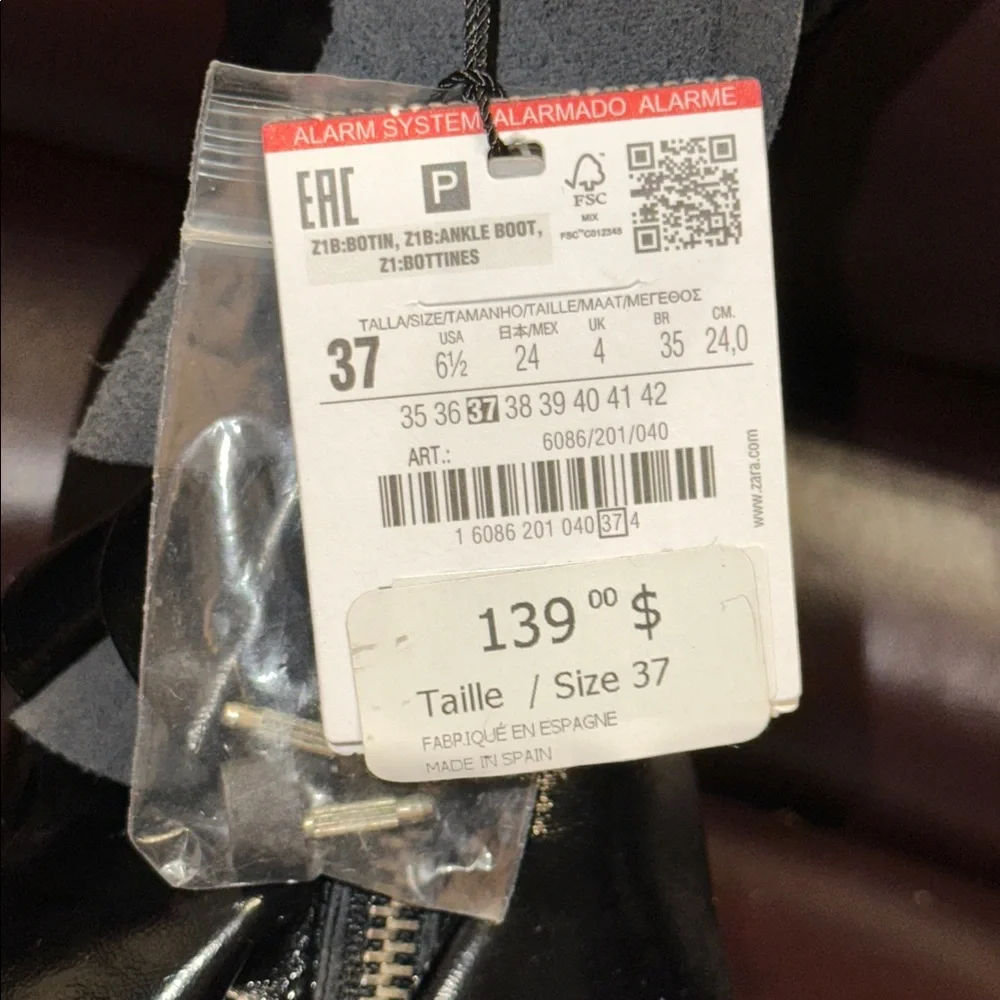 ALARM SYSTEM ALARMADO ALARME
EAC P FSC
MIX
FSC™C012345
Z1B:BOTIN, Z1B:ANKLE BOOT,
Z1:BOTTINES
TALLA/SIZE/TAMANHO/TAILLE/MAAT/ΜΕΓΕΘΟΣ
USA 日本/MEX UK BR CM.
37 6½ 24 4 35 24,0
35 36 37 38 39 40 41 42
ART.: 6086/201/040
1 6086 201 040 37 4
www.zara.com
139 00 $
Taille / Size 37
FABRIQUÉ EN ESPAGNE
MADE IN SPAIN